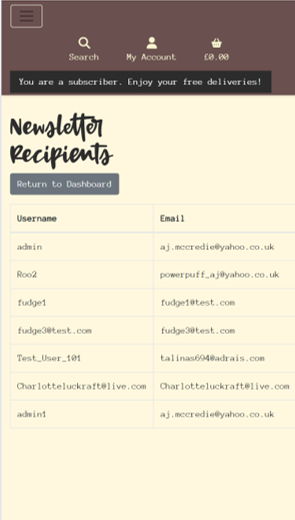 Search My Account £0.00
You are a subscriber. Enjoy your free deliveries!
Newsletter
Recipients
Return to Dashboard
Username Email
admin aj.mccredie@yahoo.co.uk
Roo2 powerpuff_aj@yahoo.co.uk
fudge1 fudge1@test.com
fudge3@test.com fudge3@test.com
Test_User_101 talinas694@adrais.com
Charlotteluckraft@live.com Charlotteluckraft@live.com
admin1 aj.mccredie@yahoo.co.uk